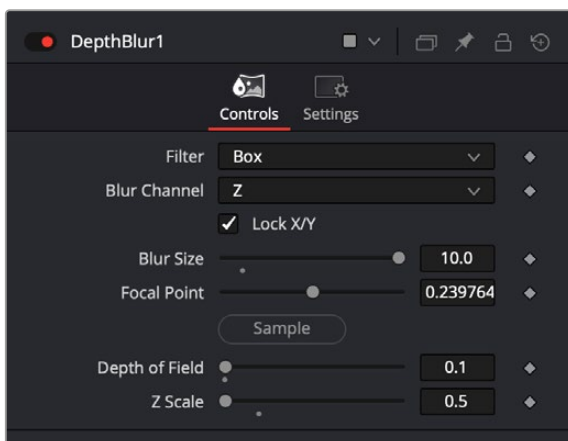 DepthBlur1
Controls Settings
Filter Box
Blur Channel Z
Lock X/Y
Blur Size 10.0
Focal Point 0.239764
Sample
Depth of Field 0.1
Z Scale 0.5